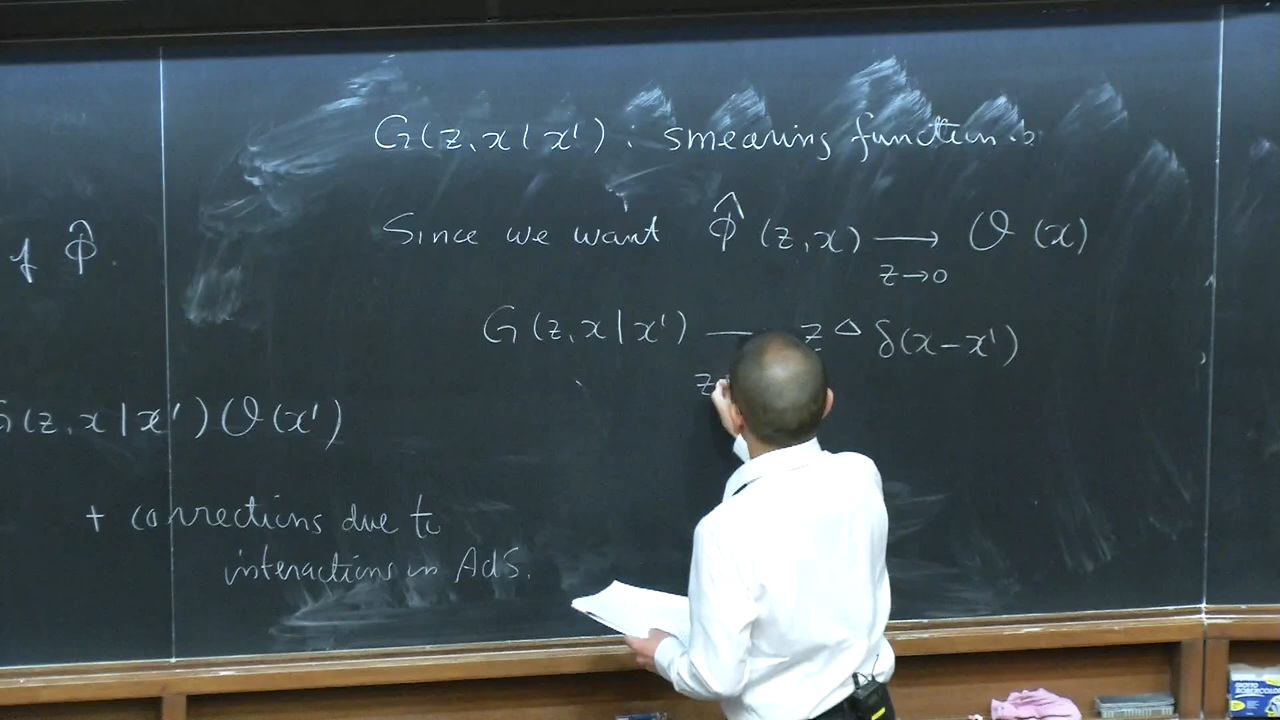 of Φ̂.
G(z,x|x')𝒪(x')
+ corrections due to
interactions in AdS.
G(z,x|x') : smearing function.
Since we want Φ̂(z,x) ⟶ 𝒪(x)
z→0
G(z,x|x') — z^Δ δ(x−x')
z